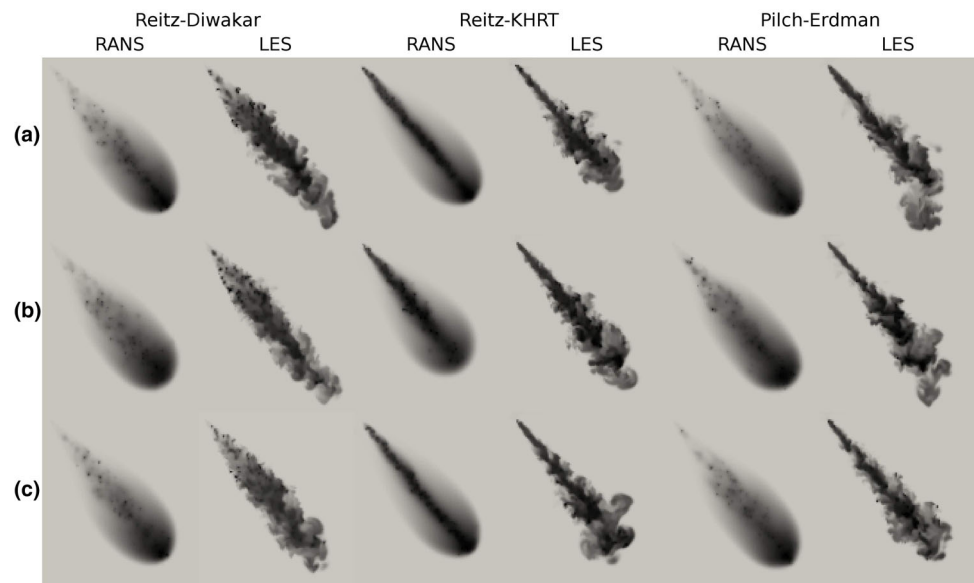 Reitz-Diwakar Reitz-KHRT Pilch-Erdman
RANS LES RANS LES RANS LES
(a)
(b)
(c)